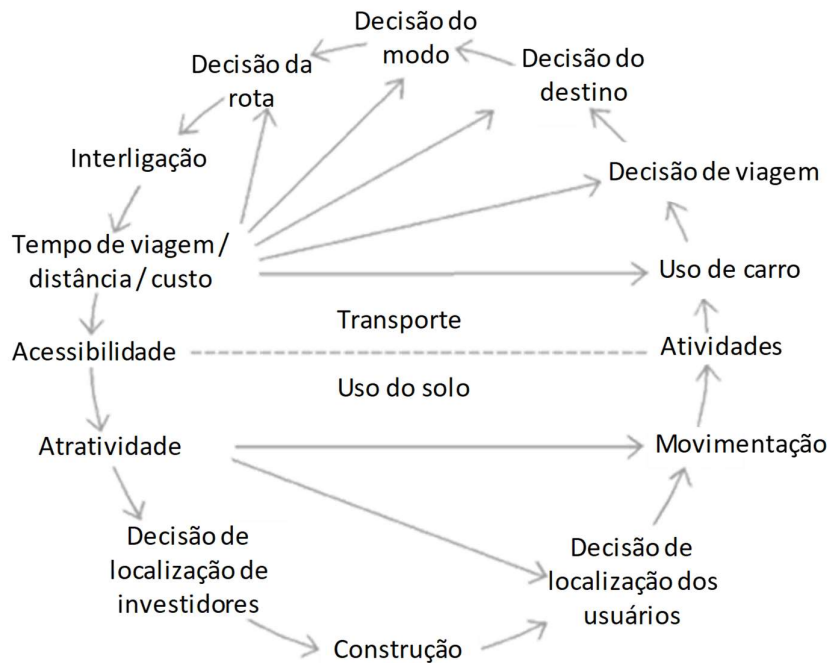 Decisão do
modo
Decisão da
rota
Decisão do
destino
Interligação
Decisão de viagem
Tempo de viagem /
distância / custo
Uso de carro
Transporte
Acessibilidade
Atividades
Uso do solo
Atratividade
Movimentação
Decisão de
localização de
investidores
Decisão de
localização dos
usuários
Construção